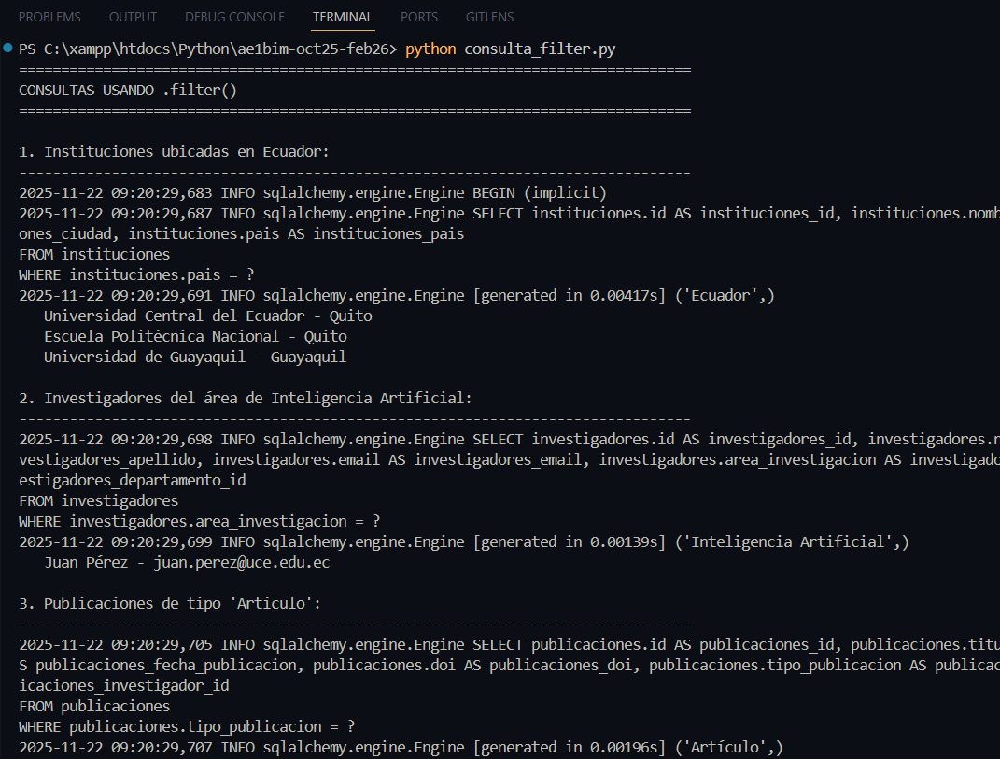 PROBLEMS OUTPUT DEBUG CONSOLE TERMINAL PORTS GITLENS
PS C:\xampp\htdocs\Python\ae1bim-oct25-feb26> python consulta_filter.py
================================================================================
CONSULTAS USANDO .filter()
================================================================================
1. Instituciones ubicadas en Ecuador:
--------------------------------------------------------------------------------
2025-11-22 09:20:29,683 INFO sqlalchemy.engine.Engine BEGIN (implicit)
2025-11-22 09:20:29,687 INFO sqlalchemy.engine.Engine SELECT instituciones.id AS instituciones_id, instituciones.nomb
ones_ciudad, instituciones.pais AS instituciones_pais
FROM instituciones
WHERE instituciones.pais = ?
2025-11-22 09:20:29,691 INFO sqlalchemy.engine.Engine [generated in 0.00417s] ('Ecuador',)
Universidad Central del Ecuador - Quito
Escuela Politécnica Nacional - Quito
Universidad de Guayaquil - Guayaquil
2. Investigadores del área de Inteligencia Artificial:
--------------------------------------------------------------------------------
2025-11-22 09:20:29,698 INFO sqlalchemy.engine.Engine SELECT investigadores.id AS investigadores_id, investigadores.n
vestigadores_apellido, investigadores.email AS investigadores_email, investigadores.area_investigacion AS investigado
estigadores_departamento_id
FROM investigadores
WHERE investigadores.area_investigacion = ?
2025-11-22 09:20:29,699 INFO sqlalchemy.engine.Engine [generated in 0.00139s] ('Inteligencia Artificial',)
Juan Pérez - juan.perez@uce.edu.ec
3. Publicaciones de tipo 'Artículo':
--------------------------------------------------------------------------------
2025-11-22 09:20:29,705 INFO sqlalchemy.engine.Engine SELECT publicaciones.id AS publicaciones_id, publicaciones.titu
S publicaciones_fecha_publicacion, publicaciones.doi AS publicaciones_doi, publicaciones.tipo_publicacion AS publicac
icaciones_investigador_id
FROM publicaciones
WHERE publicaciones.tipo_publicacion = ?
2025-11-22 09:20:29,707 INFO sqlalchemy.engine.Engine [generated in 0.00196s] ('Artículo',)